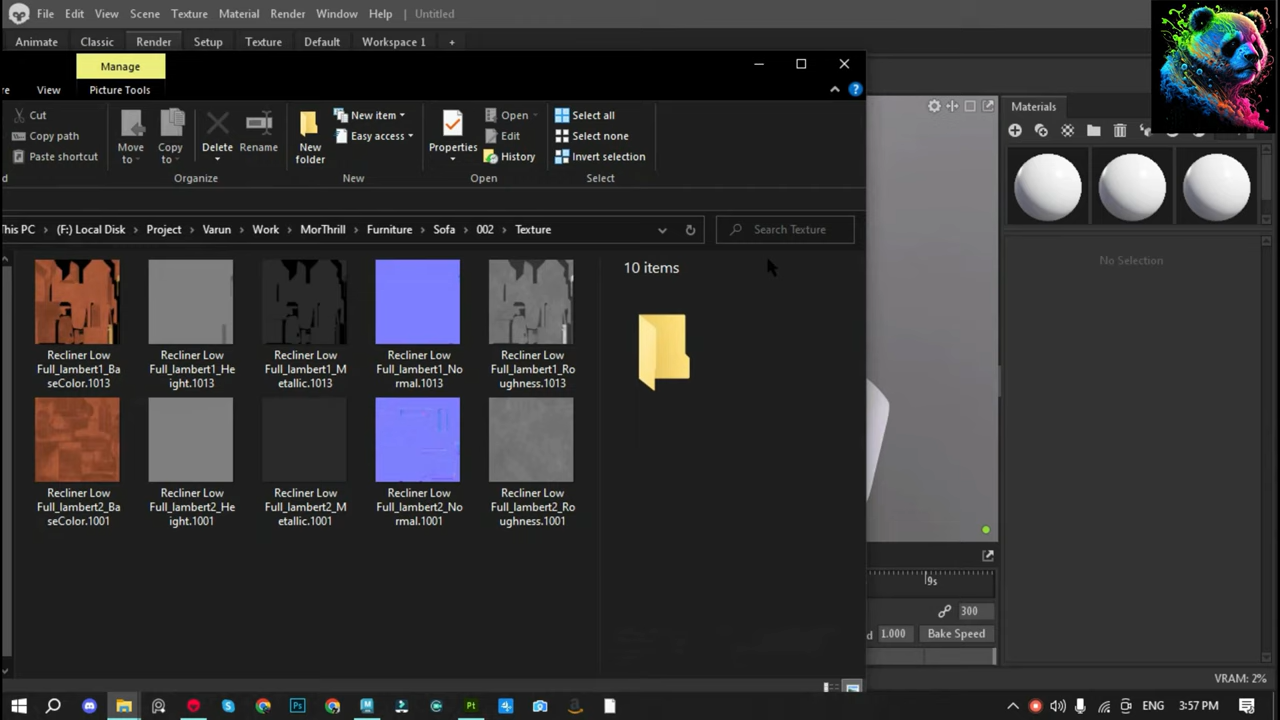 File Edit View Scene Texture Material Render Window Help Untitled
Animate Classic Render Setup Texture Default Workspace 1 +
Manage
View Picture Tools
Cut
Copy path
Paste shortcut
Move to
Copy to
Delete
Rename
Organize
New folder
New item
Easy access
New
Properties
Open
Edit
History
Open
Select all
Select none
Invert selection
Select
This PC > (F:) Local Disk > Project > Varun > Work > MorThrill > Furniture > Sofa > 002 > Texture
Search Texture
10 items
Recliner Low Full_lambert1_BaseColor.1013
Recliner Low Full_lambert1_Height.1013
Recliner Low Full_lambert1_Metallic.1013
Recliner Low Full_lambert1_Normal.1013
Recliner Low Full_lambert1_Roughness.1013
Recliner Low Full_lambert2_BaseColor.1001
Recliner Low Full_lambert2_Height.1001
Recliner Low Full_lambert2_Metallic.1001
Recliner Low Full_lambert2_Normal.1001
Recliner Low Full_lambert2_Roughness.1001
Materials
No Selection
9s
300
1.000 Bake Speed
VRAM: 2%
Ps
Pt
ENG 3:57 PM